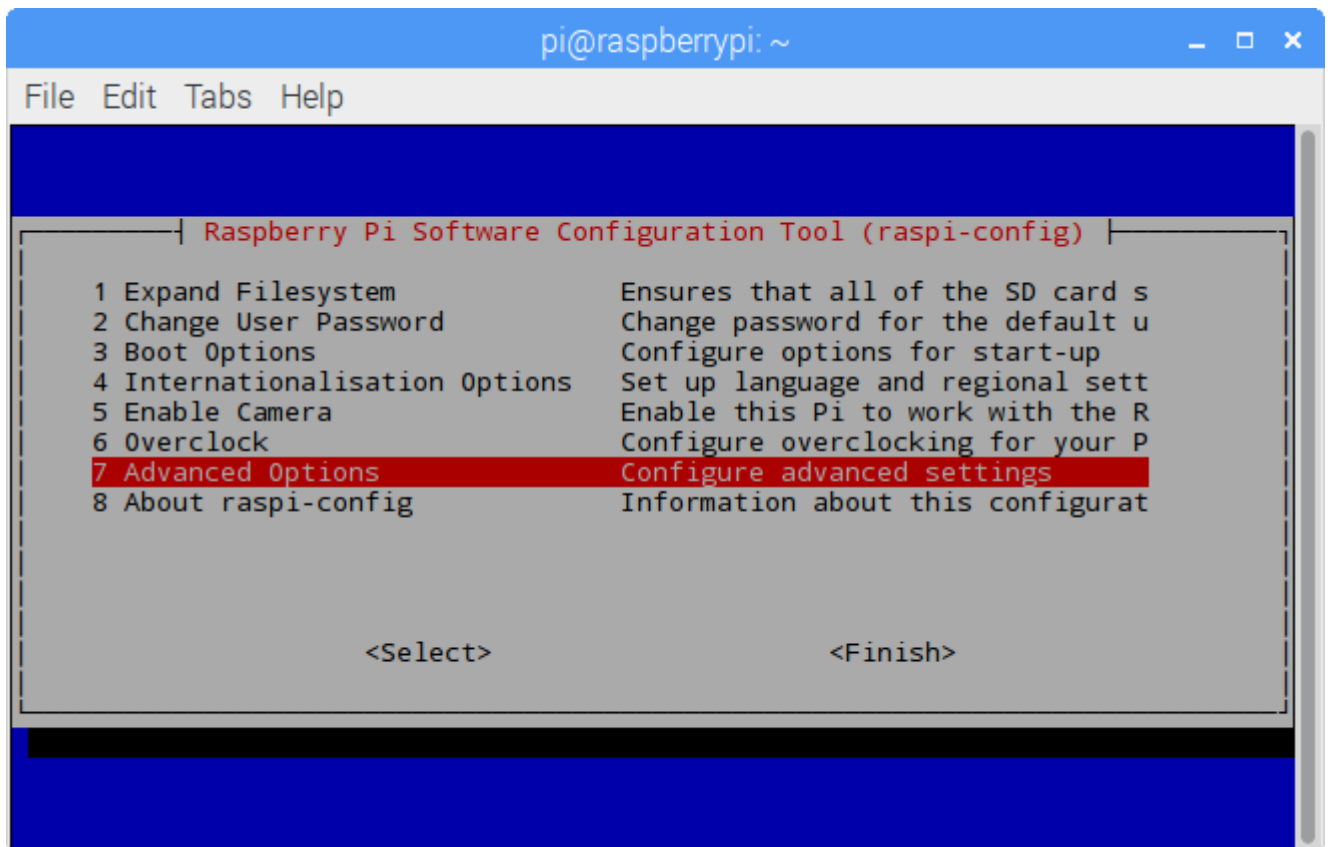 pi@raspberrypi: ~
File Edit Tabs Help
Raspberry Pi Software Configuration Tool (raspi-config)
1 Expand Filesystem Ensures that all of the SD card s
2 Change User Password Change password for the default u
3 Boot Options Configure options for start-up
4 Internationalisation Options Set up language and regional sett
5 Enable Camera Enable this Pi to work with the R
6 Overclock Configure overclocking for your P
7 Advanced Options Configure advanced settings
8 About raspi-config Information about this configurat
<Select> <Finish>